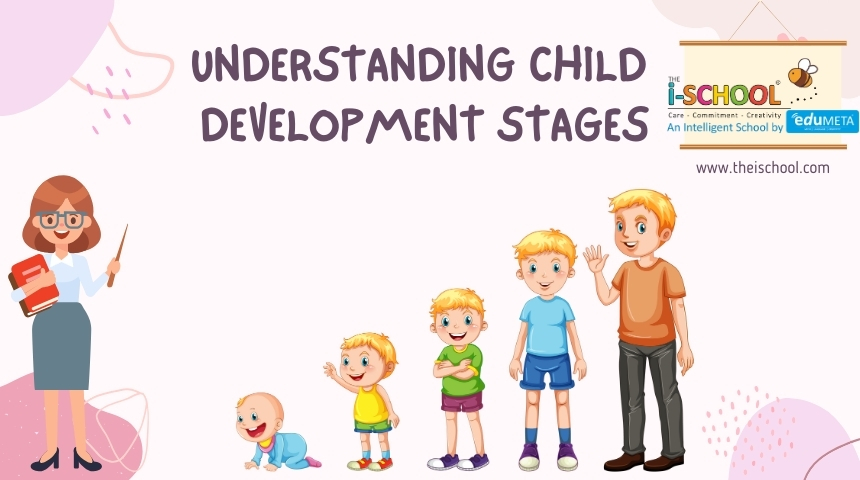 UNDERSTANDING CHILD
DEVELOPMENT STAGES
THE
i-SCHOOL®
Care - Commitment - Creativity
An Intelligent School by eduMETA
www.theischool.com